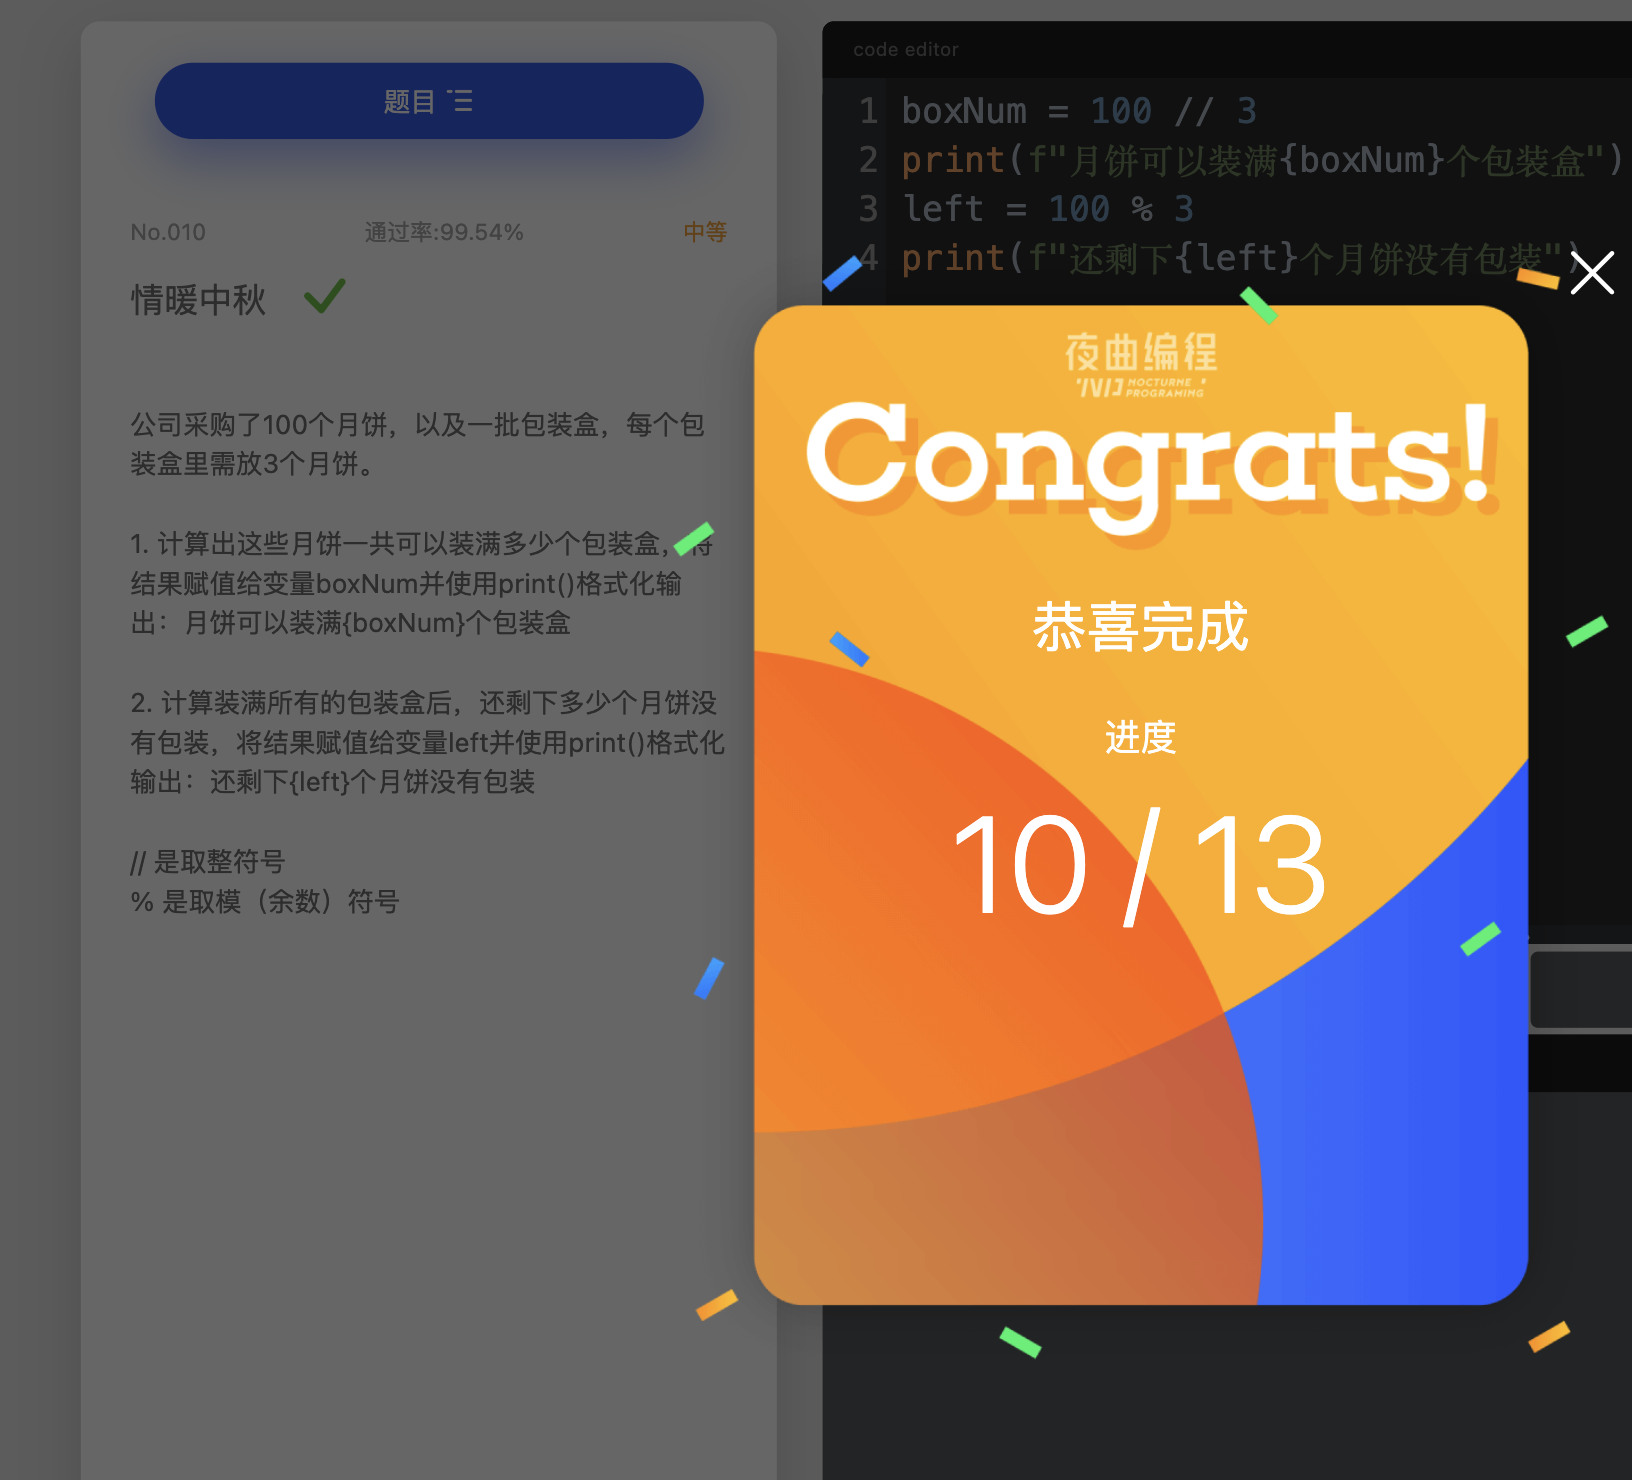 题目
No.010 通过率:99.54% 中等
情暖中秋
公司采购了100个月饼，以及一批包装盒，每个包
装盒里需放3个月饼。
1. 计算出这些月饼一共可以装满多少个包装盒，将
结果赋值给变量boxNum并使用print()格式化输
出：月饼可以装满{boxNum}个包装盒
2. 计算装满所有的包装盒后，还剩下多少个月饼没
有包装，将结果赋值给变量left并使用print()格式化
输出：还剩下{left}个月饼没有包装
// 是取整符号
% 是取模（余数）符号
code editor
1 boxNum = 100 // 3
2 print(f"月饼可以装满{boxNum}个包装盒")
3 left = 100 % 3
4 print(f"还剩下{left}个月饼没有包装")
夜曲编程
NOCTURNE
PROGRAMING
Congrats!
恭喜完成
进度
10 / 13